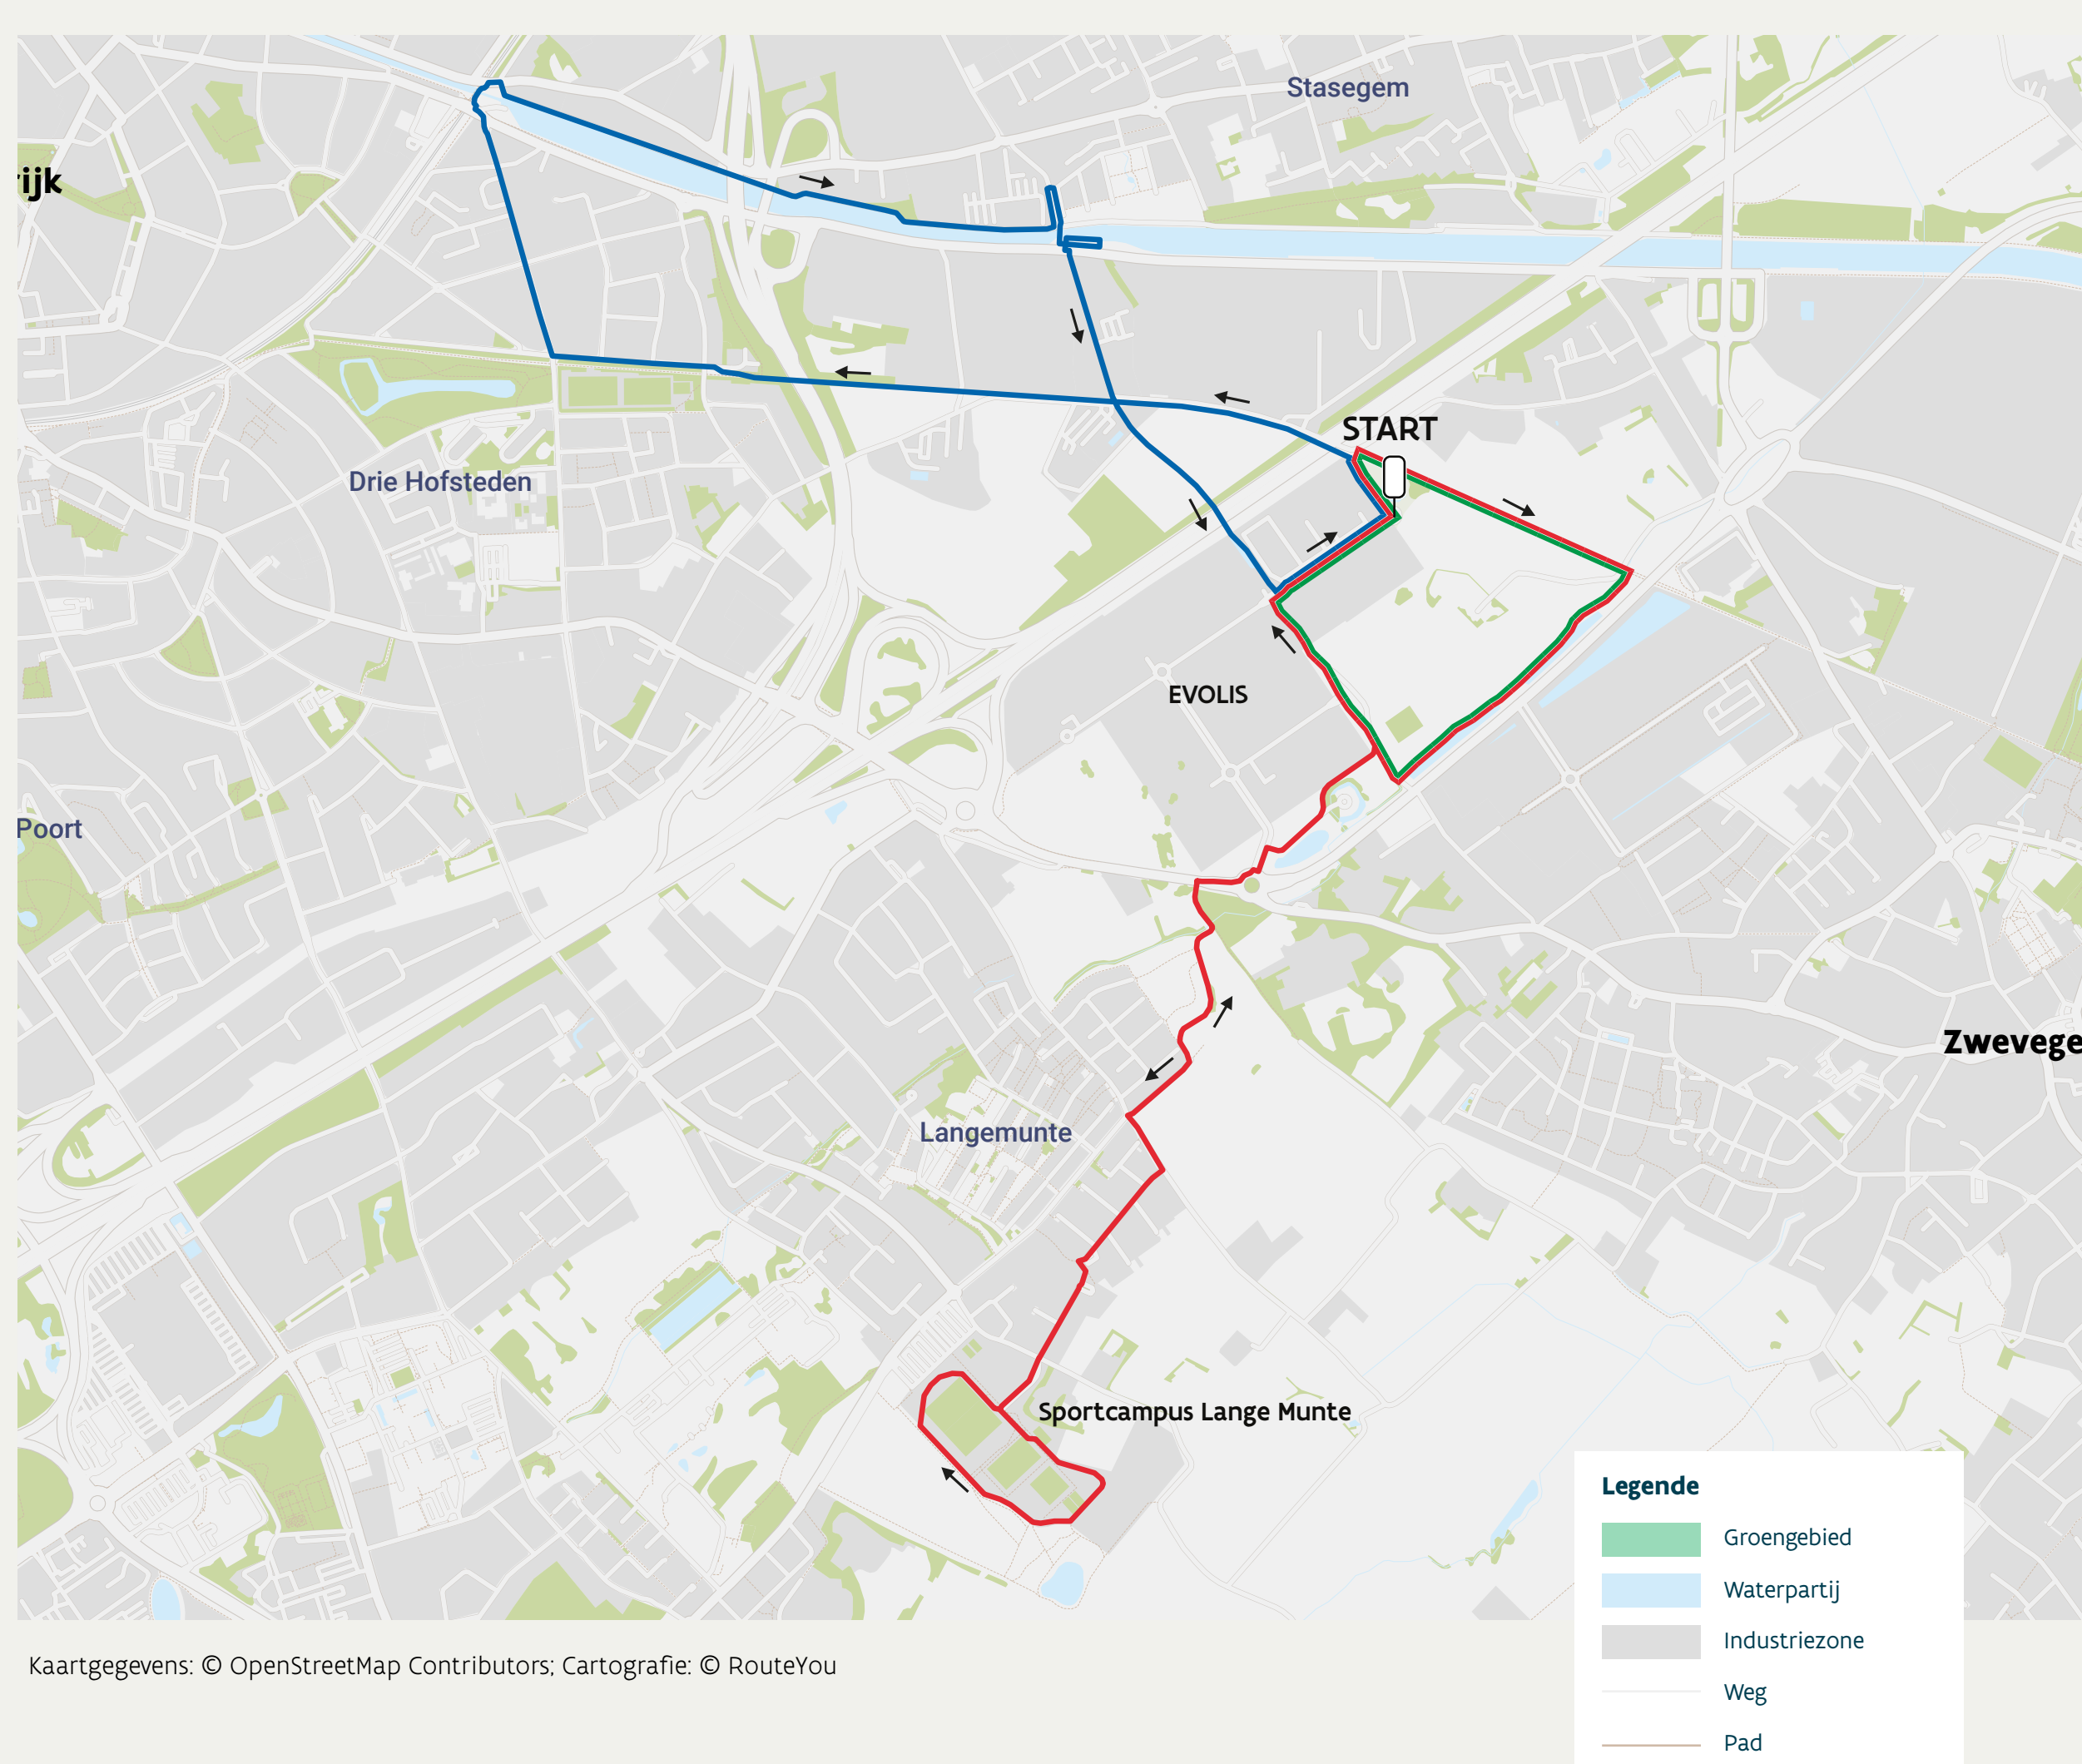 Stasegem
rijk
START
Drie Hofsteden
EVOLIS
Poort
Zwevege
Langemunte
Sportcampus Lange Munte
Legende
Groengebied
Waterpartij
Industriezone
Weg
Pad
Kaartgegevens: © OpenStreetMap Contributors; Cartografie: © RouteYou